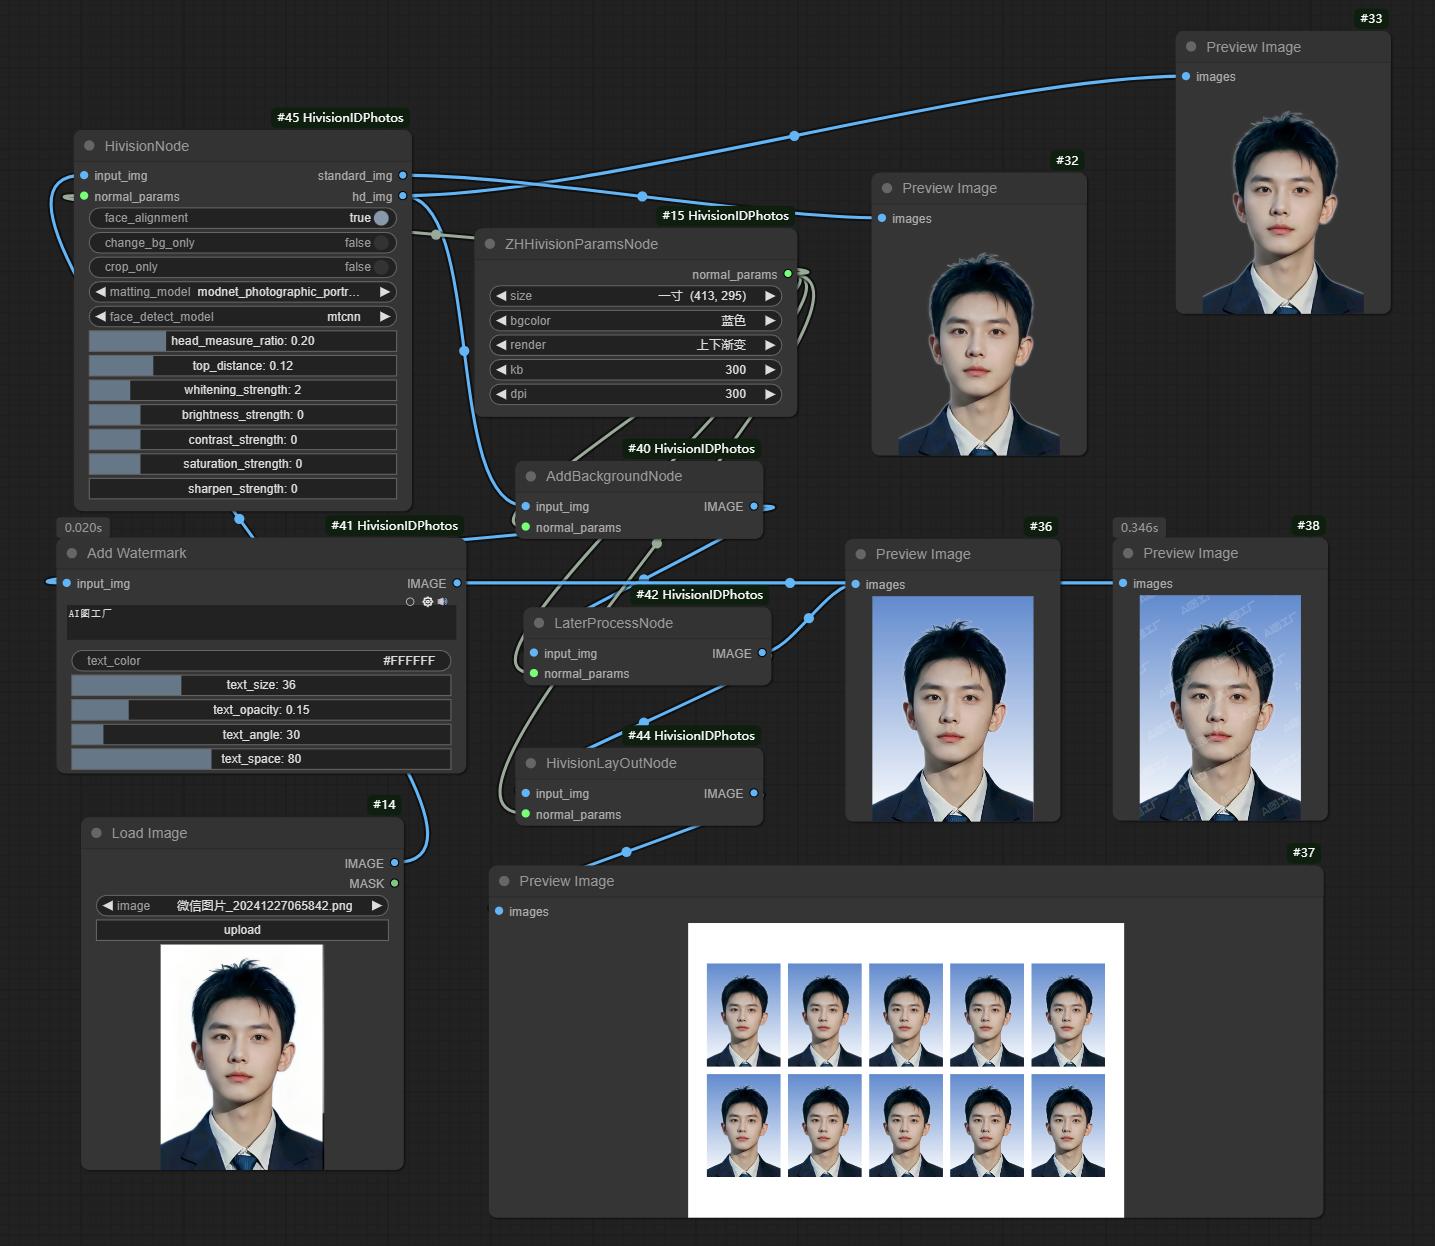 #33
Preview Image
images
#45 HivisionIDPhotos
HivisionNode
input_img standard_img
normal_params hd_img
face_alignment true
change_bg_only false
crop_only false
matting_model modnet_photographic_portr...
face_detect_model mtcnn
head_measure_ratio: 0.20
top_distance: 0.12
whitening_strength: 2
brightness_strength: 0
contrast_strength: 0
saturation_strength: 0
sharpen_strength: 0
#32
Preview Image
images
#15 HivisionIDPhotos
ZHHivisionParamsNode
normal_params
size 一寸 (413, 295)
bgcolor 蓝色
render 上下渐变
kb 300
dpi 300
#40 HivisionIDPhotos
AddBackgroundNode
input_img IMAGE
normal_params
0.020s #41 HivisionIDPhotos
Add Watermark
input_img IMAGE
AI图工厂
text_color #FFFFFF
text_size: 36
text_opacity: 0.15
text_angle: 30
text_space: 80
#42 HivisionIDPhotos
LaterProcessNode
input_img IMAGE
normal_params
#44 HivisionIDPhotos
HivisionLayOutNode
input_img IMAGE
normal_params
#36
Preview Image
images
0.346s #38
Preview Image
images
AI图工厂
#14
Load Image
IMAGE
MASK
image 微信图片_20241227065842.png
upload
#37
Preview Image
images